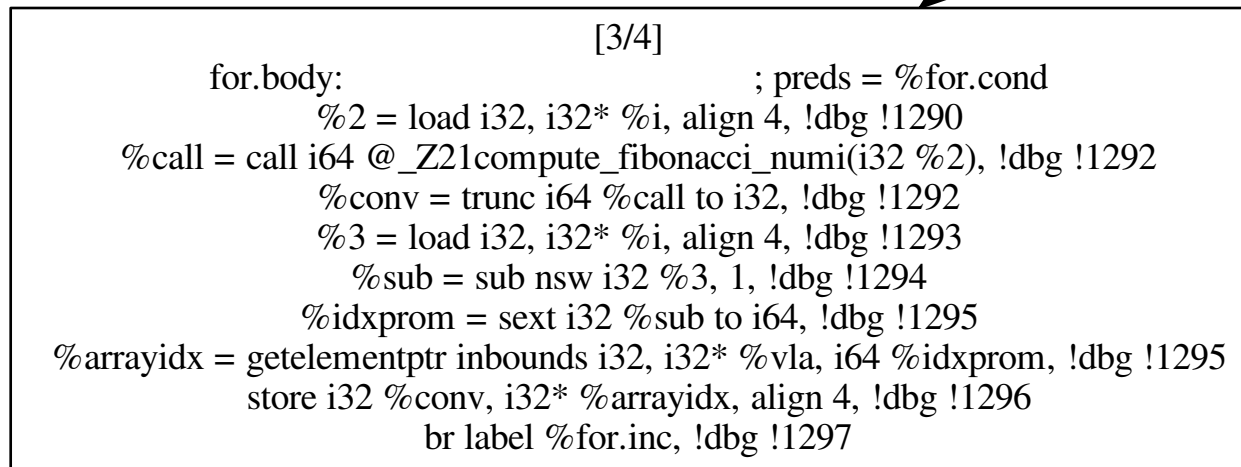 [3/4]
for.body: ; preds = %for.cond
%2 = load i32, i32* %i, align 4, !dbg !1290
%call = call i64 @_Z21compute_fibonacci_numi(i32 %2), !dbg !1292
%conv = trunc i64 %call to i32, !dbg !1292
%3 = load i32, i32* %i, align 4, !dbg !1293
%sub = sub nsw i32 %3, 1, !dbg !1294
%idxprom = sext i32 %sub to i64, !dbg !1295
%arrayidx = getelementptr inbounds i32, i32* %vla, i64 %idxprom, !dbg !1295
store i32 %conv, i32* %arrayidx, align 4, !dbg !1296
br label %for.inc, !dbg !1297